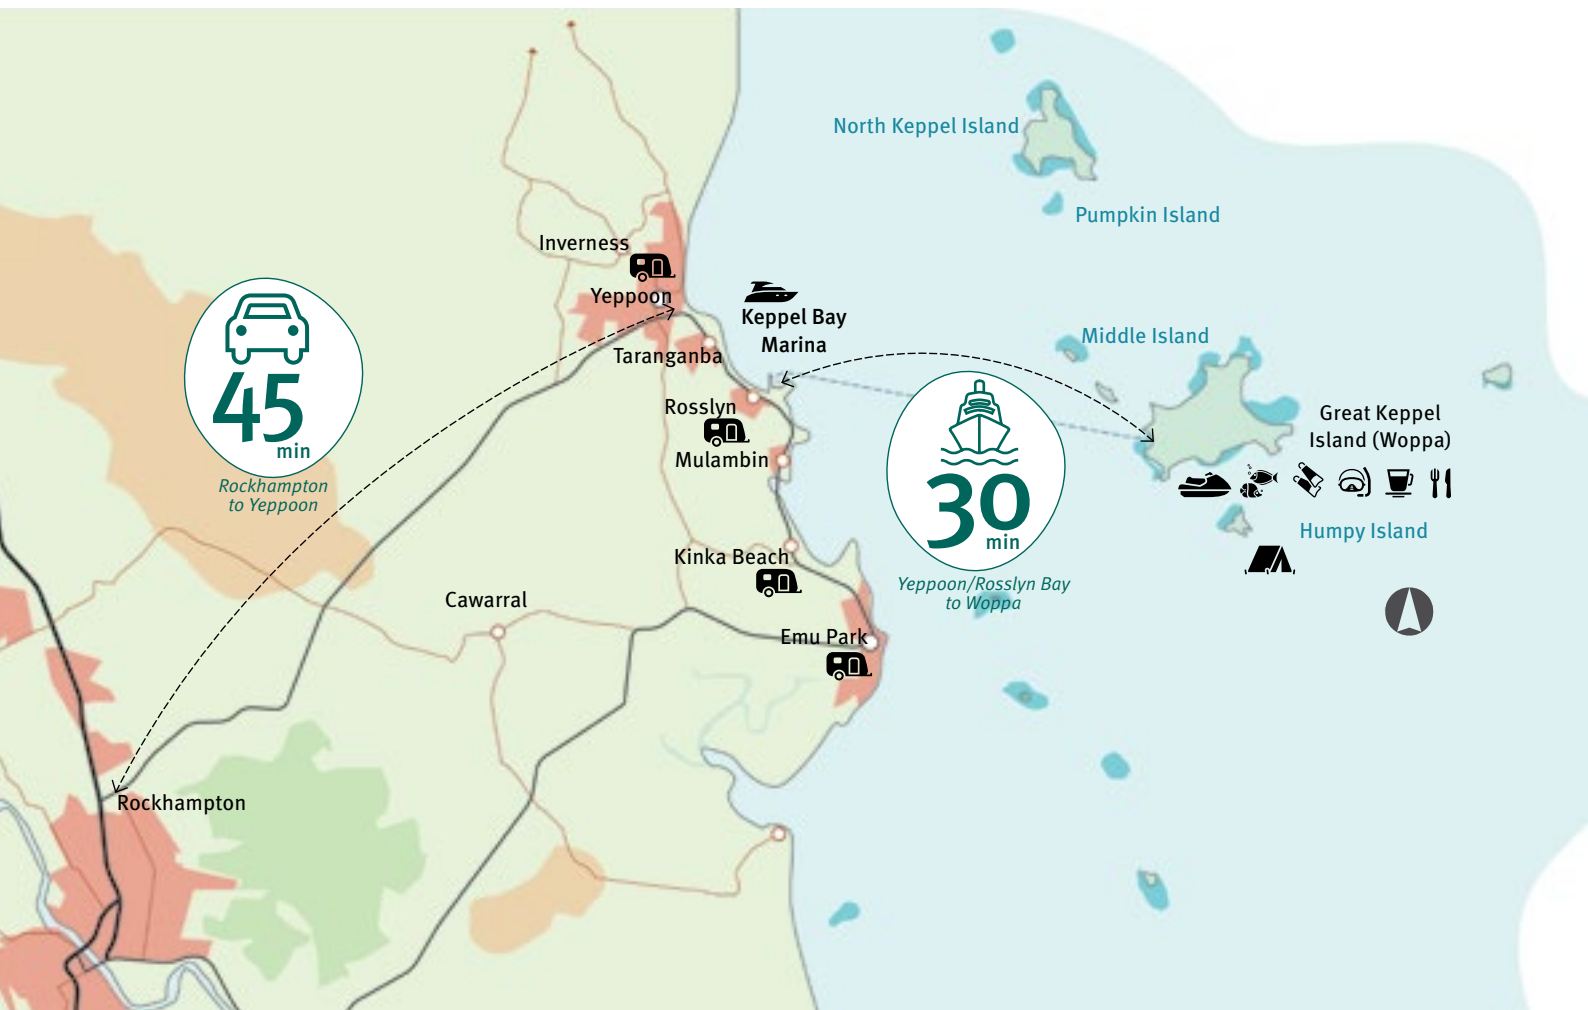 North Keppel Island
Pumpkin Island
Inverness
Yeppoon
Keppel Bay
Marina
Middle Island
Taranganba
45
min
Rockhampton
to Yeppoon
Rosslyn
Mulambin
Great Keppel
Island (Woppa)
30
min
Yeppoon/Rosslyn Bay
to Woppa
Humpy Island
Kinka Beach
Cawarral
Emu Park
Rockhampton